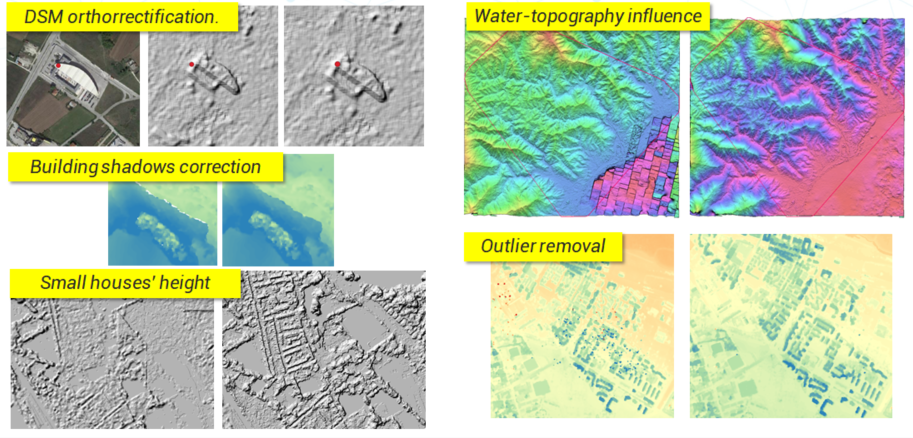 DSM orthorrectification.
Building shadows correction
Small houses' height
Water-topography influence
Outlier removal